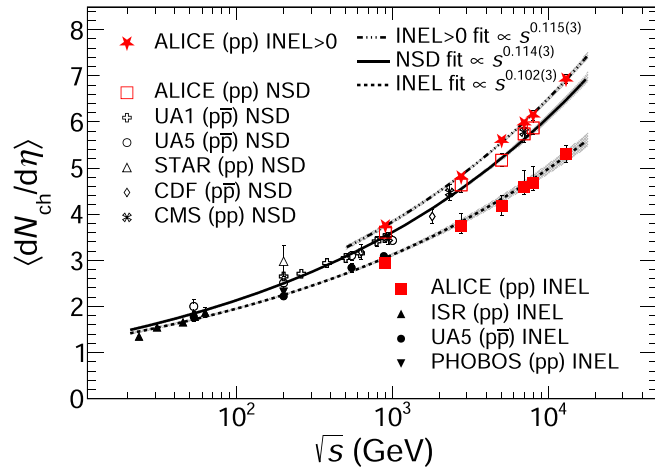 ALICE (pp) INEL>0
ALICE (pp) NSD
UA1 (pp̅) NSD
UA5 (pp̅) NSD
STAR (pp) NSD
CDF (pp̅) NSD
CMS (pp) NSD
INEL>0 fit ∝ s^0.115(3)
NSD fit ∝ s^0.114(3)
INEL fit ∝ s^0.102(3)
ALICE (pp) INEL
ISR (pp) INEL
UA5 (pp̅) INEL
PHOBOS (pp) INEL
⟨dN_ch/dη⟩
8
7
6
5
4
3
2
1
0
10^2
10^3
10^4
√s (GeV)